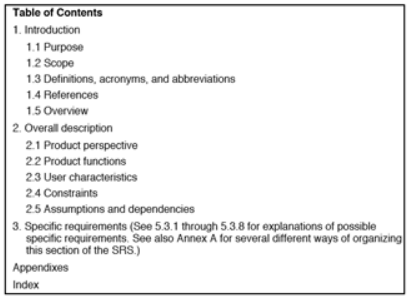 Table of Contents
1. Introduction
1.1 Purpose
1.2 Scope
1.3 Definitions, acronyms, and abbreviations
1.4 References
1.5 Overview
2. Overall description
2.1 Product perspective
2.2 Product functions
2.3 User characteristics
2.4 Constraints
2.5 Assumptions and dependencies
3. Specific requirements (See 5.3.1 through 5.3.8 for explanations of possible
specific requirements. See also Annex A for several different ways of organizing
this section of the SRS.)
Appendixes
Index